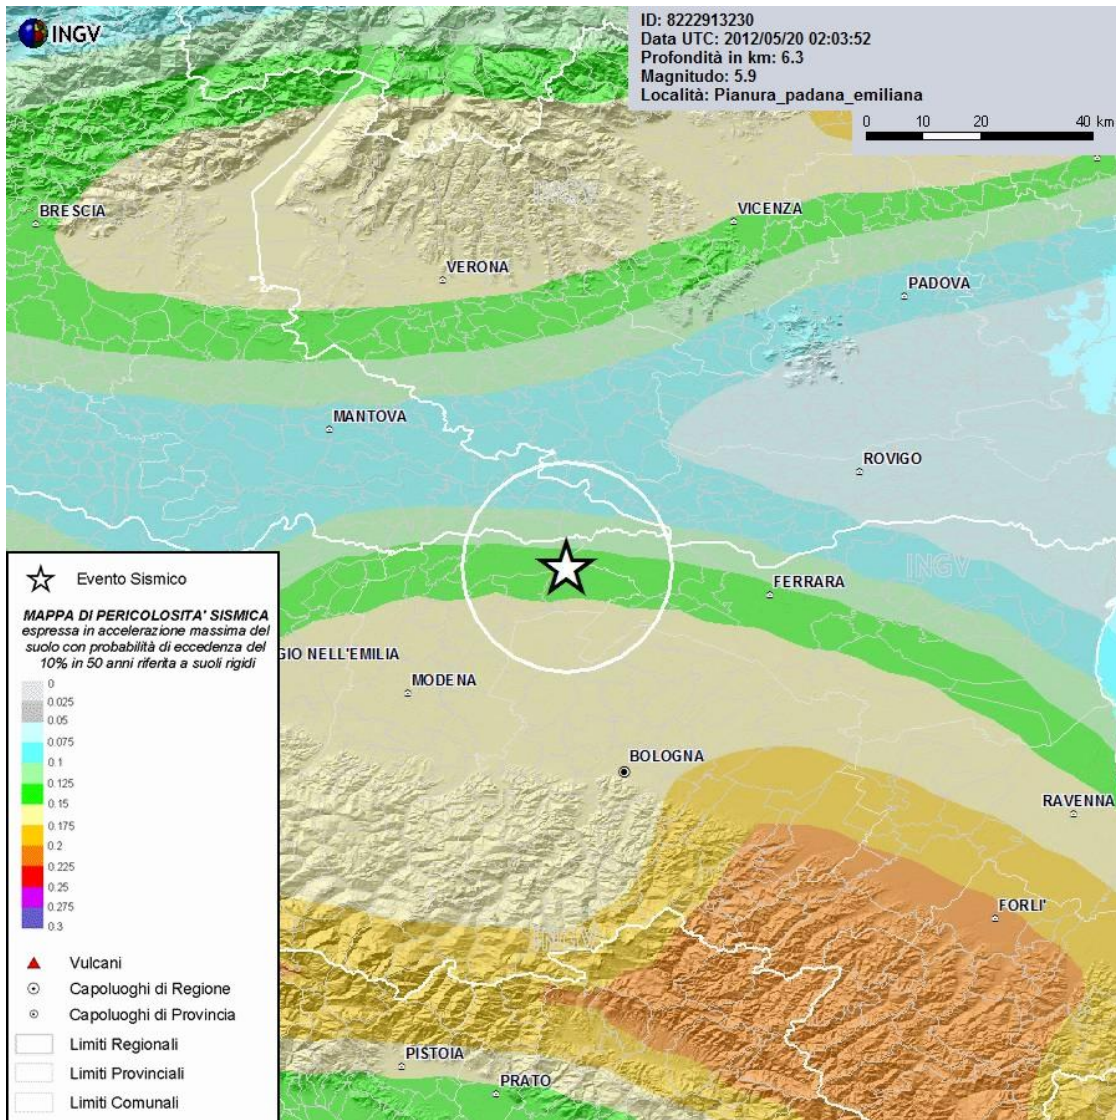 INGV
ID: 8222913230
Data UTC: 2012/05/20 02:03:52
Profondità in km: 6.3
Magnitudo: 5.9
Località: Pianura_padana_emiliana
0 10 20 40 km
INGV
BRESCIA
VICENZA
VERONA
PADOVA
MANTOVA
ROVIGO
INGV
FERRARA
GIO NELL'EMILIA
MODENA
BOLOGNA
RAVENNA
FORLI'
INGV
PISTOIA
PRATO
Evento Sismico
MAPPA DI PERICOLOSITA' SISMICA
espressa in accelerazione massima del
suolo con probabilità di eccedenza del
10% in 50 anni riferita a suoli rigidi
0
0.025
0.05
0.075
0.1
0.125
0.15
0.175
0.2
0.225
0.25
0.275
0.3
Vulcani
Capoluoghi di Regione
Capoluoghi di Provincia
Limiti Regionali
Limiti Provinciali
Limiti Comunali